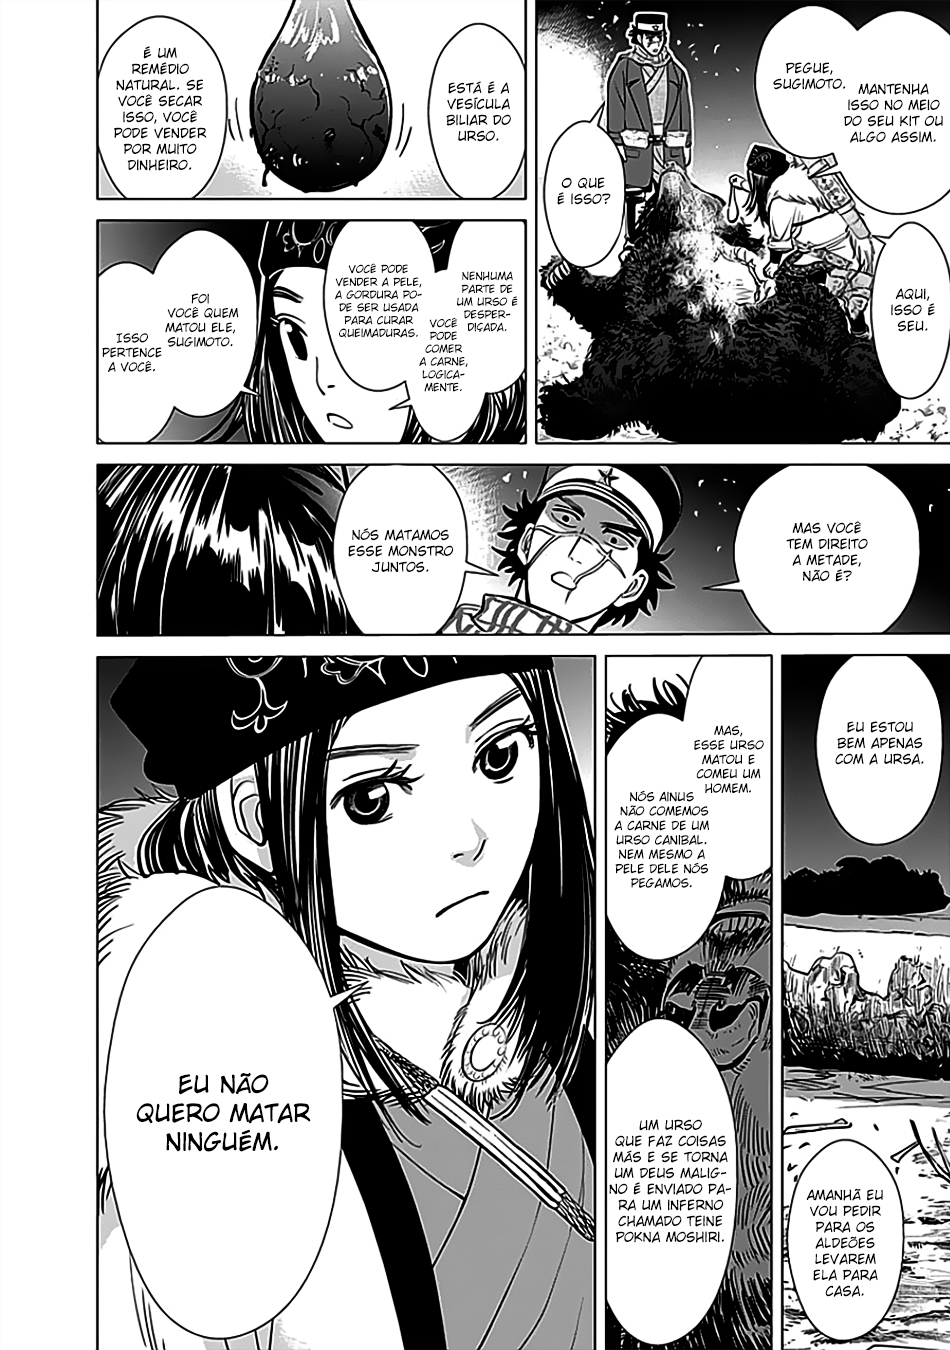 PEGUE,
SUGIMOTO.
MANTENHA
ISSO NO MEIO
DO SEU KIT OU
ALGO ASSIM.
O QUE
É ISSO?
AQUI,
ISSO É
SEU.
ESTÁ É A
VESÍCULA
BILIAR DO
URSO.
É UM
REMÉDIO
NATURAL. SE
VOCÊ SECAR
ISSO, VOCÊ
PODE VENDER
POR MUITO
DINHEIRO.
NENHUMA
PARTE DE
UM URSO É
DESPER-
DIÇADA.
VOCÊ
PODE
COMER
A CARNE,
LOGICA-
MENTE.
VOCÊ PODE
VENDER A PELE,
A GORDURA PO-
DE SER USADA
PARA CURAR
QUEIMADURAS.
FOI
VOCÊ QUEM
MATOU ELE,
SUGIMOTO.
ISSO
PERTENCE
A VOCÊ.
MAS VOCÊ
TEM DIREITO
A METADE,
NÃO É?
NÓS MATAMOS
ESSE MONSTRO
JUNTOS.
EU ESTOU
BEM APENAS
COM A URSA.
AMANHÃ EU
VOU PEDIR
PARA OS
ALDEÕES
LEVAREM
ELA PARA
CASA.
MAS,
ESSE URSO
MATOU E
COMEU UM
HOMEM.
NÓS AINUS
NÃO COMEMOS
A CARNE DE UM
URSO CANIBAL.
NEM MESMO A
PELE DELE NÓS
PEGAMOS.
UM URSO
QUE FAZ COISAS
MÁS E SE TORNA
UM DEUS MALIG-
NO É ENVIADO PA-
RA UM INFERNO
CHAMADO TEINE
POKNA MOSHIRI.
EU NÃO
QUERO MATAR
NINGUÉM.